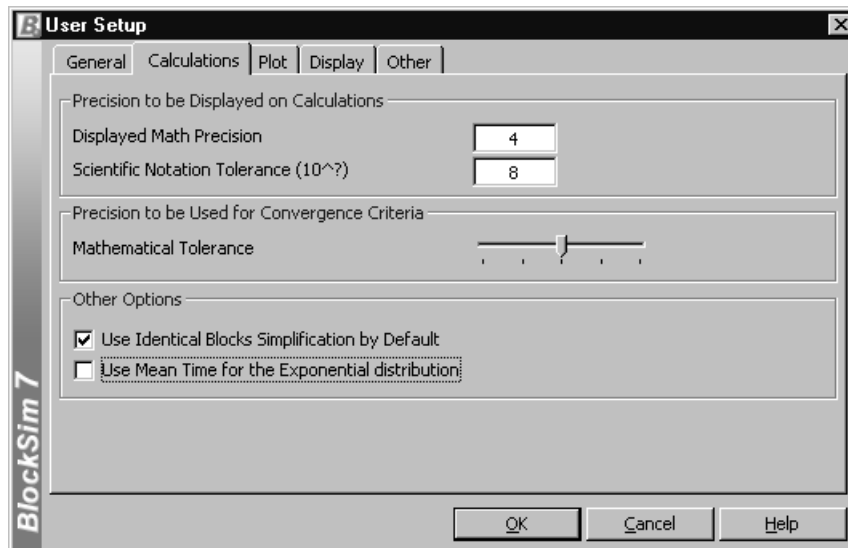 User Setup
General Calculations Plot Display Other
Precision to be Displayed on Calculations
Displayed Math Precision 4
Scientific Notation Tolerance (10^?) 8
Precision to be Used for Convergence Criteria
Mathematical Tolerance
Other Options
Use Identical Blocks Simplification by Default
Use Mean Time for the Exponential distribution
BlockSim 7
OK Cancel Help